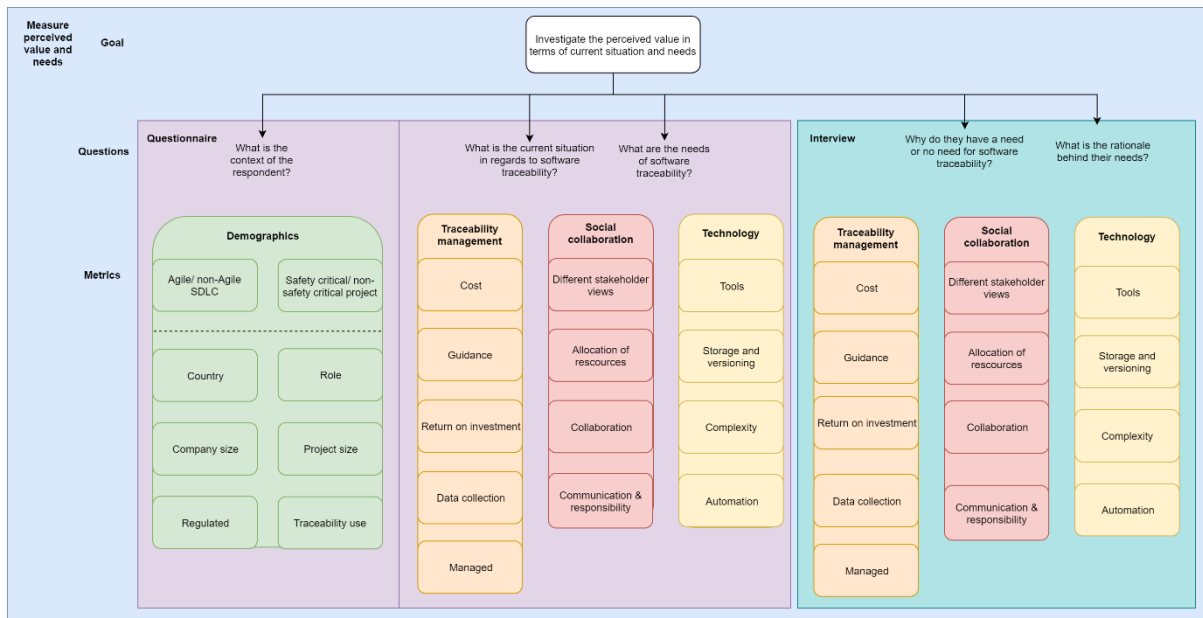 Measure
perceived
value and
needs
Goal
Investigate the perceived value in
terms of current situation and needs
Questions
Questionnaire
What is the
context of the
respondent?
What is the current situation
in regards to software
traceability?
What are the needs
of software
traceability?
Interview
Why do they have a need
or no need for software
traceability?
What is the rationale
behind their needs?
Metrics
Demographics
Agile/ non-Agile
SDLC
Safety critical/ non-
safety critical project
Country
Role
Company size
Project size
Regulated
Traceability use
Traceability
management
Cost
Guidance
Return on investment
Data collection
Managed
Social
collaboration
Different stakeholder
views
Allocation of
rescources
Collaboration
Communication &
responsibility
Technology
Tools
Storage and
versioning
Complexity
Automation
Traceability
management
Cost
Guidance
Return on investment
Data collection
Managed
Social
collaboration
Different stakeholder
views
Allocation of
rescources
Collaboration
Communication &
responsibility
Technology
Tools
Storage and
versioning
Complexity
Automation